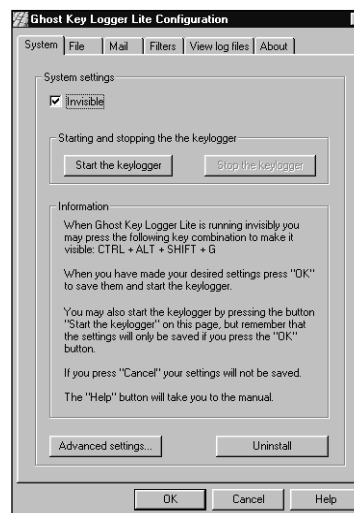 Ghost Key Logger Lite Configuration
System File Mail Filters View log files About
System settings
Invisible
Starting and stopping the the keylogger
Start the keylogger Stop the keylogger
Information
When Ghost Key Logger Lite is running invisibly you
may press the following key combination to make it
visible: CTRL + ALT + SHIFT + G
When you have made your desired settings press "OK"
to save them and start the keylogger.
You may also start the keylogger by pressing the button
"Start the keylogger" on this page, but remember that
the settings will only be saved if you press the "OK"
button.
If you press "Cancel" your settings will not be saved.
The "Help" button will take you to the manual.
Advanced settings... Uninstall
OK Cancel Help